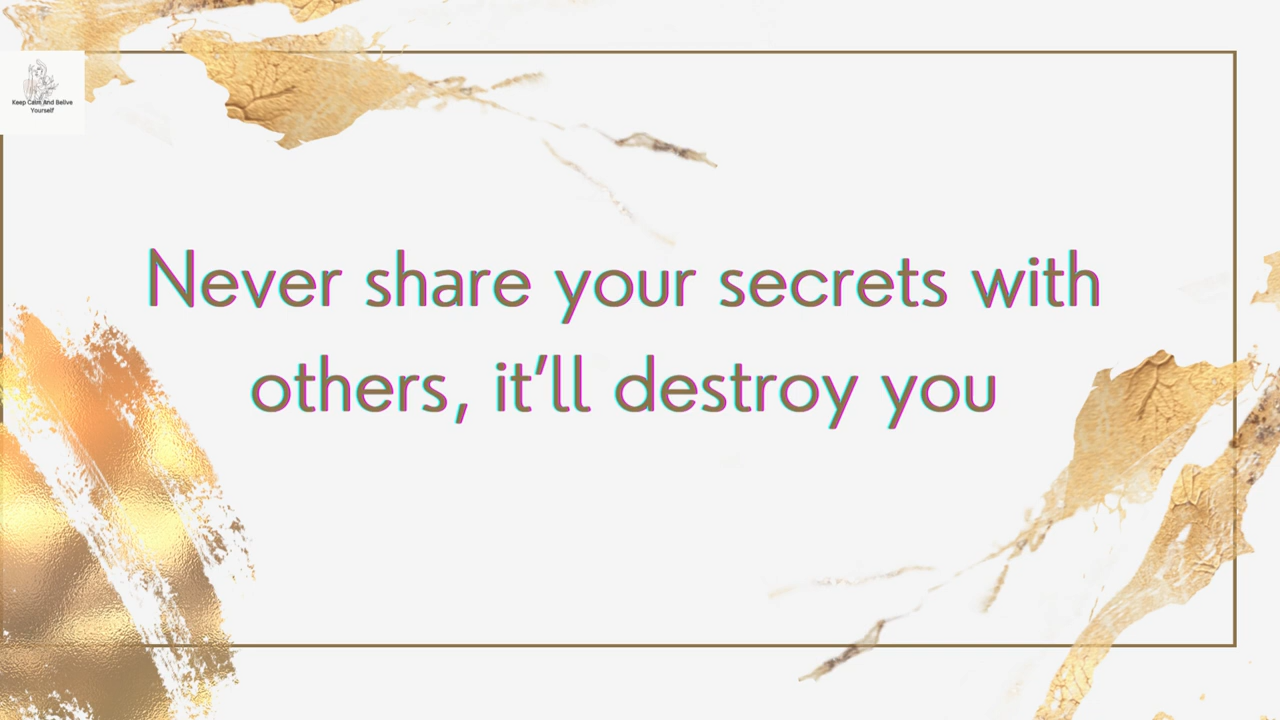 Keep Calm And Belive
Yourself
Never share your secrets with
others, it’ll destroy you